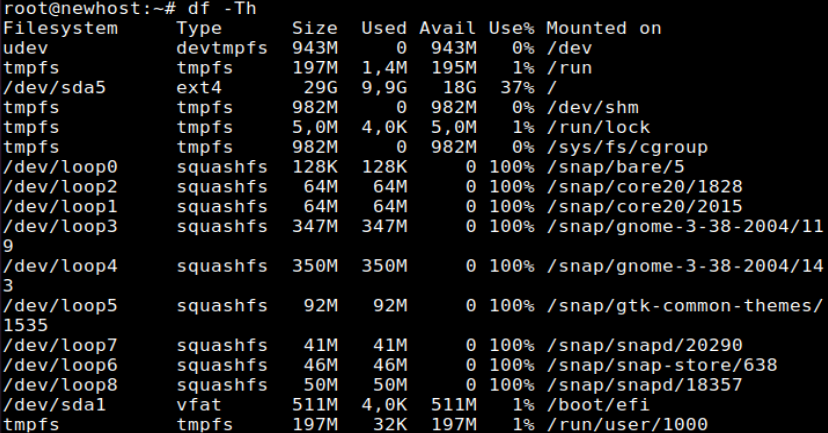 root@newhost:~# df -Th
Filesystem     Type      Size  Used Avail Use% Mounted on
udev           devtmpfs  943M     0  943M   0% /dev
tmpfs          tmpfs     197M  1,4M  195M   1% /run
/dev/sda5      ext4       29G  9,9G   18G  37% /
tmpfs          tmpfs     982M     0  982M   0% /dev/shm
tmpfs          tmpfs     5,0M  4,0K  5,0M   1% /run/lock
tmpfs          tmpfs     982M     0  982M   0% /sys/fs/cgroup
/dev/loop0     squashfs  128K  128K     0 100% /snap/bare/5
/dev/loop2     squashfs   64M   64M     0 100% /snap/core20/1828
/dev/loop1     squashfs   64M   64M     0 100% /snap/core20/2015
/dev/loop3     squashfs  347M  347M     0 100% /snap/gnome-3-38-2004/11
9
/dev/loop4     squashfs  350M  350M     0 100% /snap/gnome-3-38-2004/14
3
/dev/loop5     squashfs   92M   92M     0 100% /snap/gtk-common-themes/
1535
/dev/loop7     squashfs   41M   41M     0 100% /snap/snapd/20290
/dev/loop6     squashfs   46M   46M     0 100% /snap/snap-store/638
/dev/loop8     squashfs   50M   50M     0 100% /snap/snapd/18357
/dev/sda1      vfat      511M  4,0K  511M   1% /boot/efi
tmpfs          tmpfs     197M   32K  197M   1% /run/user/1000